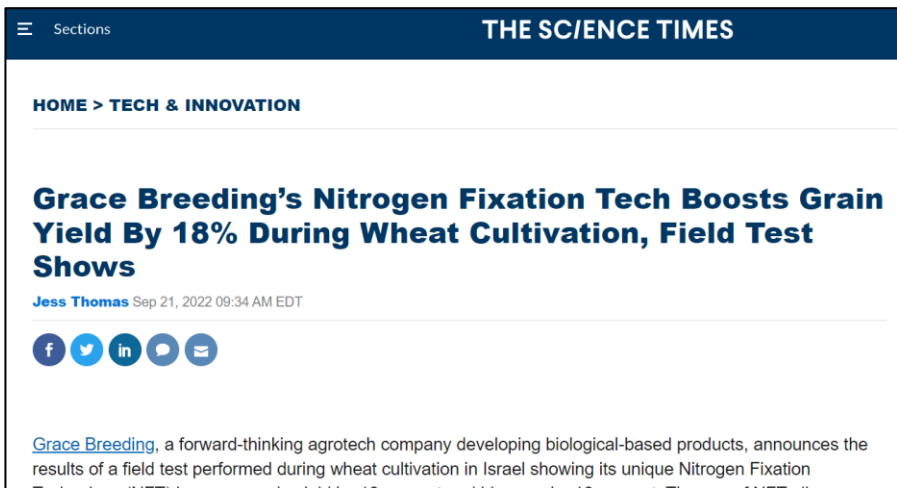 Sections
THE SCIENCE TIMES
HOME > TECH & INNOVATION
Grace Breeding’s Nitrogen Fixation Tech Boosts Grain
Yield By 18% During Wheat Cultivation, Field Test
Shows
Jess Thomas Sep 21, 2022 09:34 AM EDT
f in
Grace Breeding, a forward-thinking agrotech company developing biological-based products, announces the
results of a field test performed during wheat cultivation in Israel showing its unique Nitrogen Fixation